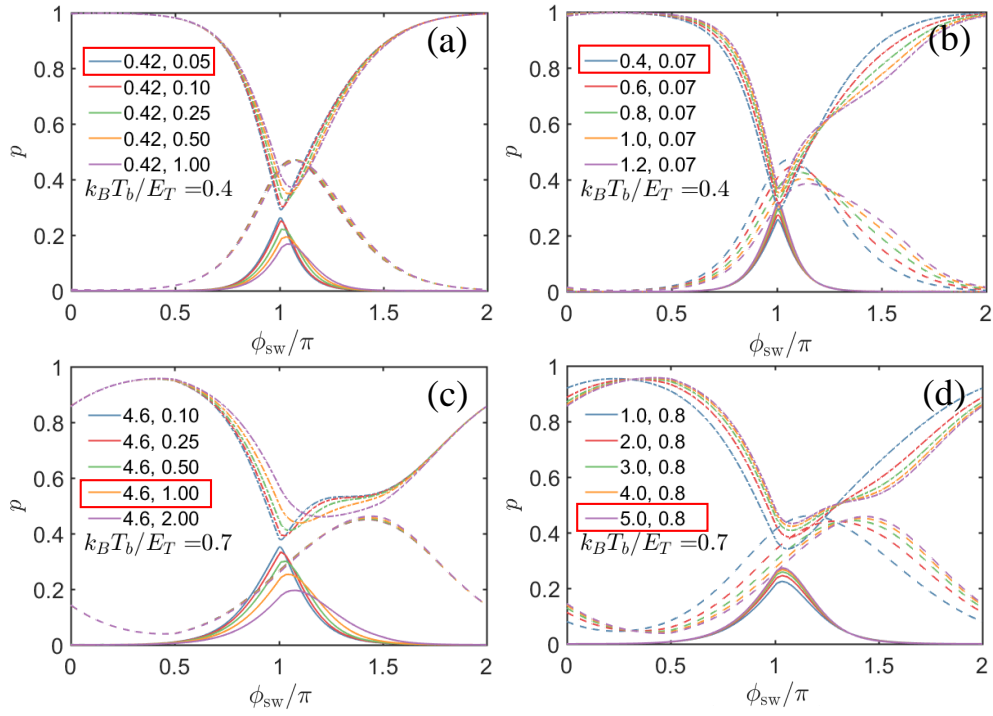 (a)
1
0.8
0.6
0.4
0.2
0
p
0.42, 0.05
0.42, 0.10
0.42, 0.25
0.42, 0.50
0.42, 1.00
k_B T_b/E_T =0.4
0 0.5 1 1.5 2
ϕ_sw/π
(b)
1
0.8
0.6
0.4
0.2
0
p
0.4, 0.07
0.6, 0.07
0.8, 0.07
1.0, 0.07
1.2, 0.07
k_B T_b/E_T =0.4
0 0.5 1 1.5 2
ϕ_sw/π
(c)
1
0.8
0.6
0.4
0.2
0
p
4.6, 0.10
4.6, 0.25
4.6, 0.50
4.6, 1.00
4.6, 2.00
k_B T_b/E_T =0.7
0 0.5 1 1.5 2
ϕ_sw/π
(d)
1
0.8
0.6
0.4
0.2
0
p
1.0, 0.8
2.0, 0.8
3.0, 0.8
4.0, 0.8
5.0, 0.8
k_B T_b/E_T =0.7
0 0.5 1 1.5 2
ϕ_sw/π